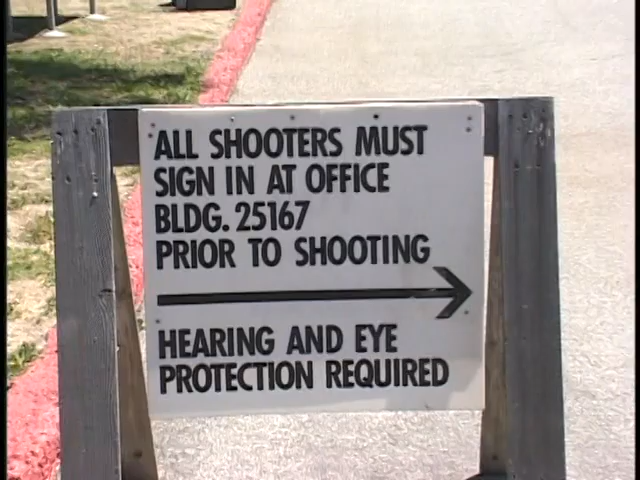 ALL SHOOTERS MUST
SIGN IN AT OFFICE
BLDG. 25167
PRIOR TO SHOOTING
HEARING AND EYE
PROTECTION REQUIRED